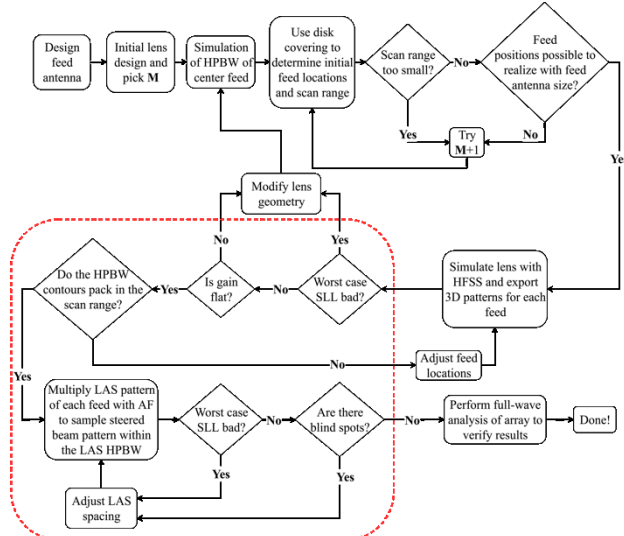 Design
feed
antenna
Initial lens
design and
pick M
Simulation
of HPBW of
center feed
Use disk
covering to
determine initial
feed locations
and scan range
Scan range
too small?
No
Feed
positions possible to
realize with feed
antenna size?
Yes
Try
M+1
No
Ye
Modify lens
geometry
No
Yes
Do the HPBW
contours pack in the
scan range?
Yes
Is gain
flat?
No
Worst case
SLL bad?
Simulate lens with
HFSS and export
3D patterns for each
feed
No
Adjust feed
locations
Yes
Multiply LAS pattern
of each feed with AF
to sample steered
beam pattern within
the LAS HPBW
Worst case
SLL bad?
No
Are there
blind spots?
No
Perform full-wave
analysis of array to
verify results
Done!
Yes
Yes
Adjust LAS
spacing